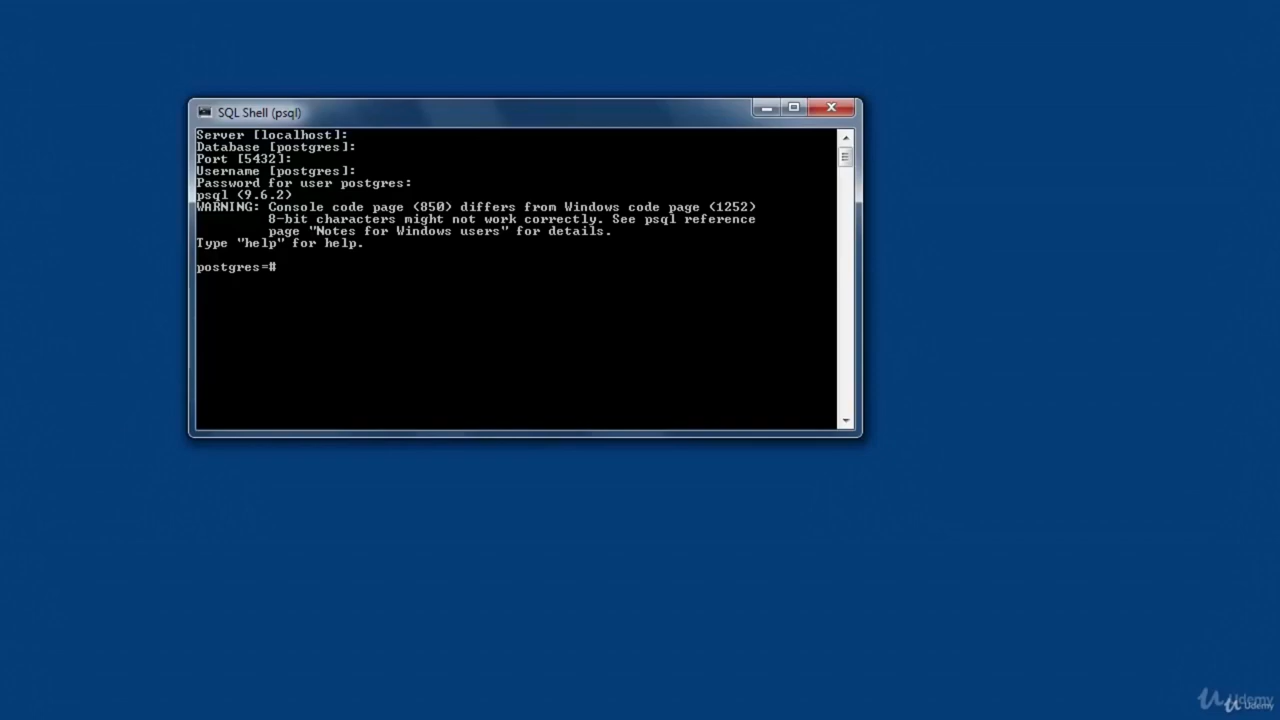 SQL Shell (psql)
Server [localhost]:
Database [postgres]:
Port [5432]:
Username [postgres]:
Password for user postgres:
psql (9.6.2)
WARNING: Console code page (850) differs from Windows code page (1252)
         8-bit characters might not work correctly. See psql reference
         page "Notes for Windows users" for details.
Type "help" for help.
postgres=#
Udemy
Udemy